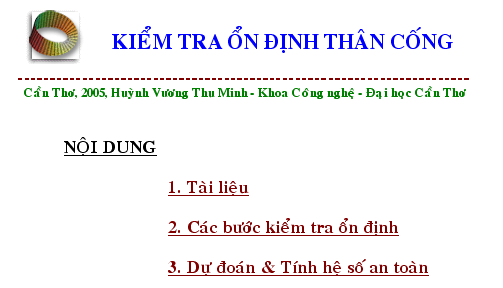 KIỂM TRA ỔN ĐỊNH THÂN CỐNG
Cần Thơ, 2005, Huỳnh Vương Thu Minh - Khoa Công nghệ - Đại học Cần Thơ
NỘI DUNG
1. Tài liệu
2. Các bước kiểm tra ổn định
3. Dự đoán & Tính hệ số an toàn